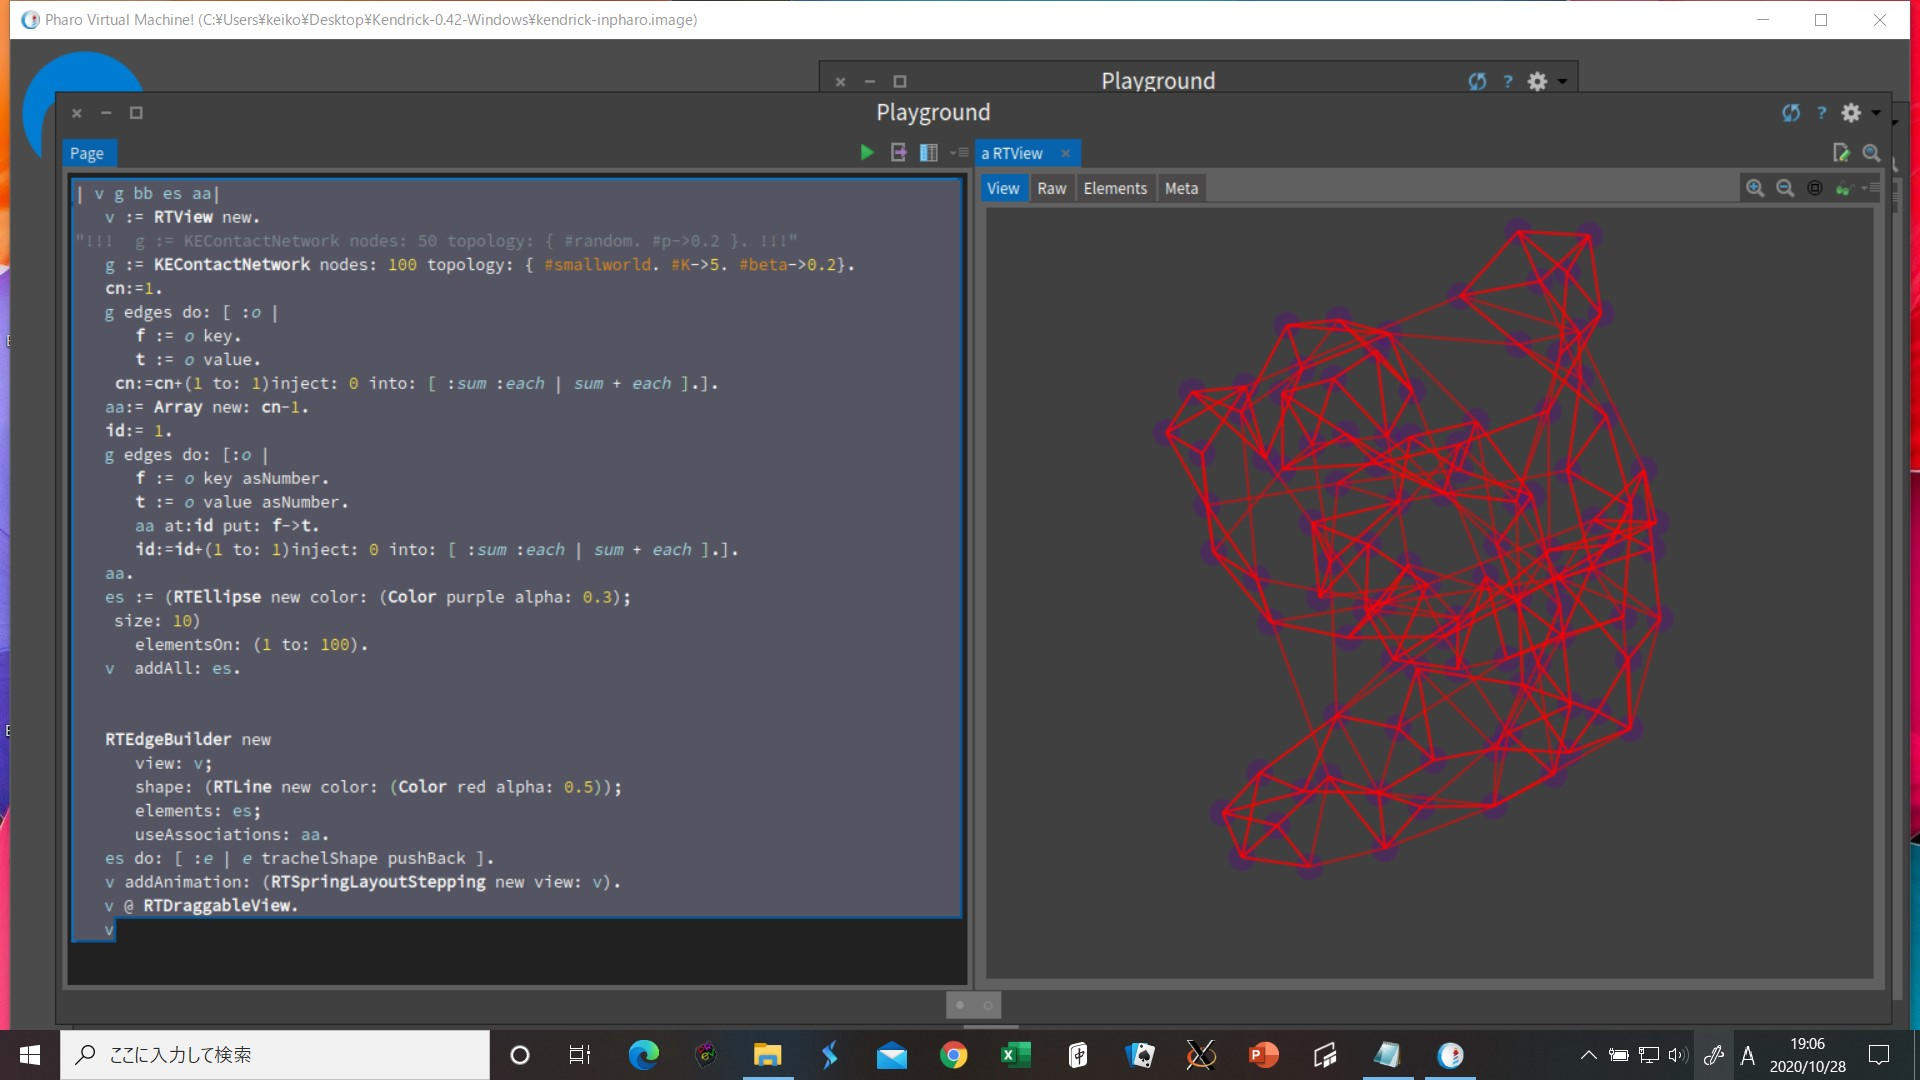 Pharo Virtual Machine! (C:¥Users¥keiko¥Desktop¥Kendrick-0.42-Windows¥kendrick-inpharo.image)
Playground
?
Playground
?
Page
a RTView
View Raw Elements Meta
| v g bb es aa|
v := RTView new.
"!!! g := KEContactNetwork nodes: 50 topology: { #random. #p->0.2 }. !!!"
g := KEContactNetwork nodes: 100 topology: { #smallworld. #K->5. #beta->0.2}.
cn:=1.
g edges do: [ :o |
f := o key.
t := o value.
cn:=cn+(1 to: 1)inject: 0 into: [ :sum :each | sum + each ].].
aa:= Array new: cn-1.
id:= 1.
g edges do: [:o |
f := o key asNumber.
t := o value asNumber.
aa at:id put: f->t.
id:=id+(1 to: 1)inject: 0 into: [ :sum :each | sum + each ].].
aa.
es := (RTEllipse new color: (Color purple alpha: 0.3);
size: 10)
elementsOn: (1 to: 100).
v addAll: es.
RTEdgeBuilder new
view: v;
shape: (RTLine new color: (Color red alpha: 0.5));
elements: es;
useAssociations: aa.
es do: [ :e | e trachelShape pushBack ].
v addAnimation: (RTSpringLayoutStepping new view: v).
v @ RTDraggableView.
v
ここに入力して検索
A
19:06
2020/10/28